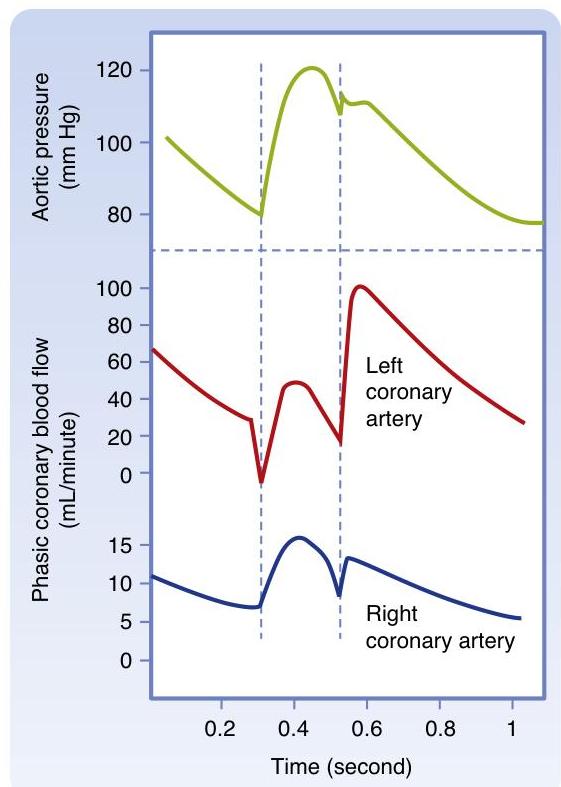 Aortic pressure
(mm Hg)
120
100
80
Phasic coronary blood flow
(mL/minute)
100
80
60
40
20
0
Left
coronary
artery
15
10
5
0
Right
coronary artery
0.2 0.4 0.6 0.8 1
Time (second)